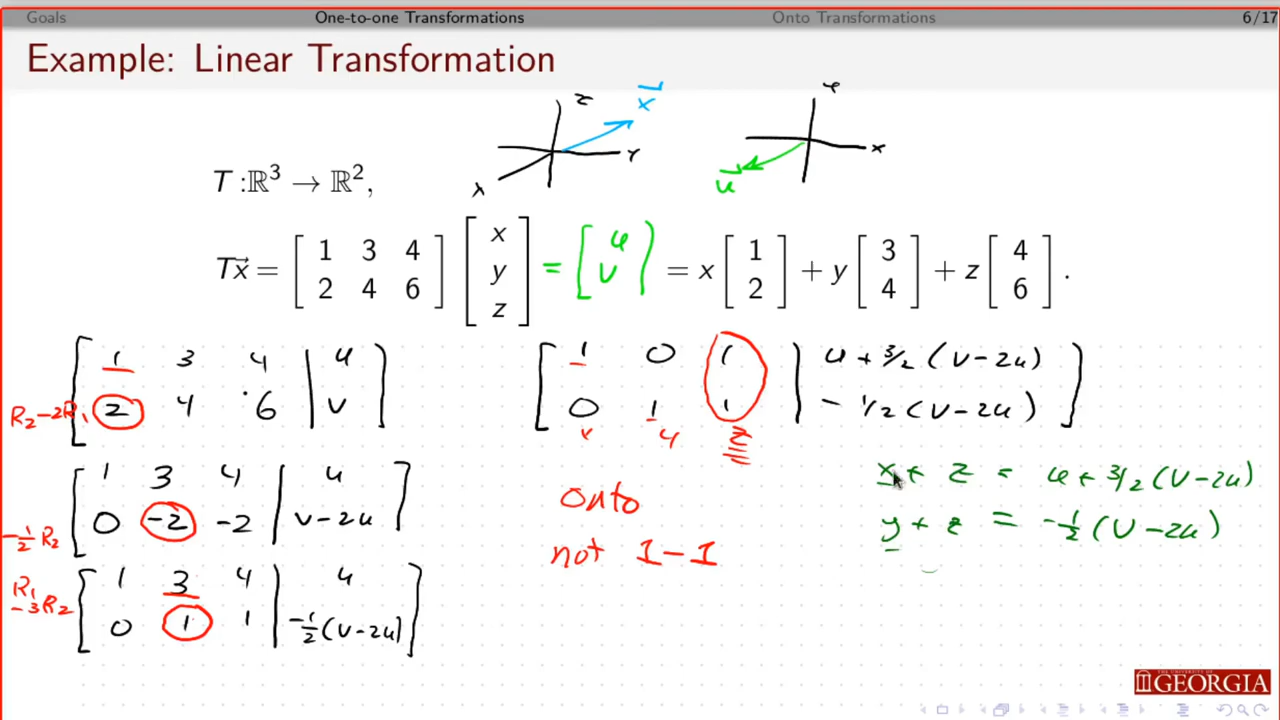 Goals One-to-one Transformations Onto Transformations 6/17
Example: Linear Transformation
z x⃗ Y x
Y x u⃗
T :ℝ³ → ℝ²,
Tx⃗ = [1 3 4; 2 4 6] [x; y; z] = [u; v] = x [1; 2] + y [3; 4] + z [4; 6].
[1 3 4 | u]
R₂-2R₁ [2 4 6 | v]
[1 0 1 | u + 3/2 (v-2u)]
[0 1 1 | - 1/2 (v-2u)]
x y z
[1 3 4 | u]
-1/2 R₂ [0 -2 -2 | v-2u]
R₁ -3R₂ [1 3 4 | u]
[0 1 1 | -1/2 (v-2u)]
onto
not 1-1
x + z = u + 3/2 (v-2u)
y + z = -1/2 (v-2u)
GEORGIA